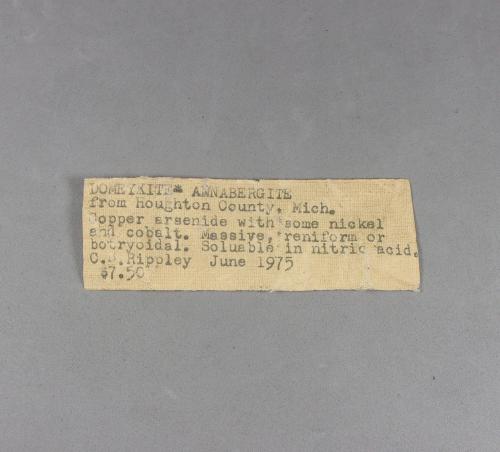 DOMEYKITE* ANNABERGITE
from Houghton County, Mich.
Copper arsenide with some nickel
and cobalt. Massive, reniform or
botryoidal. Soluable in nitric acid.
C.J.Rippley June 1975
$7.50